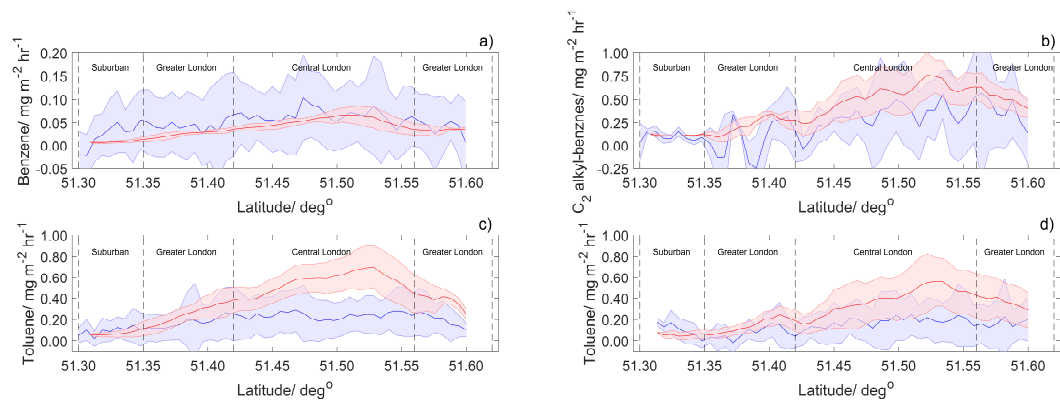 a)
Benzene/ mg m-2 hr-1
0.20
0.15
0.10
0.05
0.00
-0.05
Suburban
Greater London
Central London
Greater London
51.30 51.35 51.40 51.45 51.50 51.55 51.60
Latitude/ dego
b)
C2 alkyl-benznes/ mg m-2 hr-1
1.00
0.75
0.50
0.25
0.00
-0.25
Suburban
Greater London
Central London
Greater London
51.30 51.35 51.40 51.45 51.50 51.55 51.60
Latitude/ dego
c)
Toluene/ mg m-2 hr-1
1.00
0.80
0.60
0.40
0.20
0.00
Suburban
Greater London
Central London
Greater London
51.30 51.35 51.40 51.45 51.50 51.55 51.60
Latitude/ dego
d)
Toluene/ mg m-2 hr-1
1.00
0.80
0.60
0.40
0.20
0.00
Suburban
Greater London
Central London
Greater London
51.30 51.35 51.40 51.45 51.50 51.55 51.60
Latitude/ dego